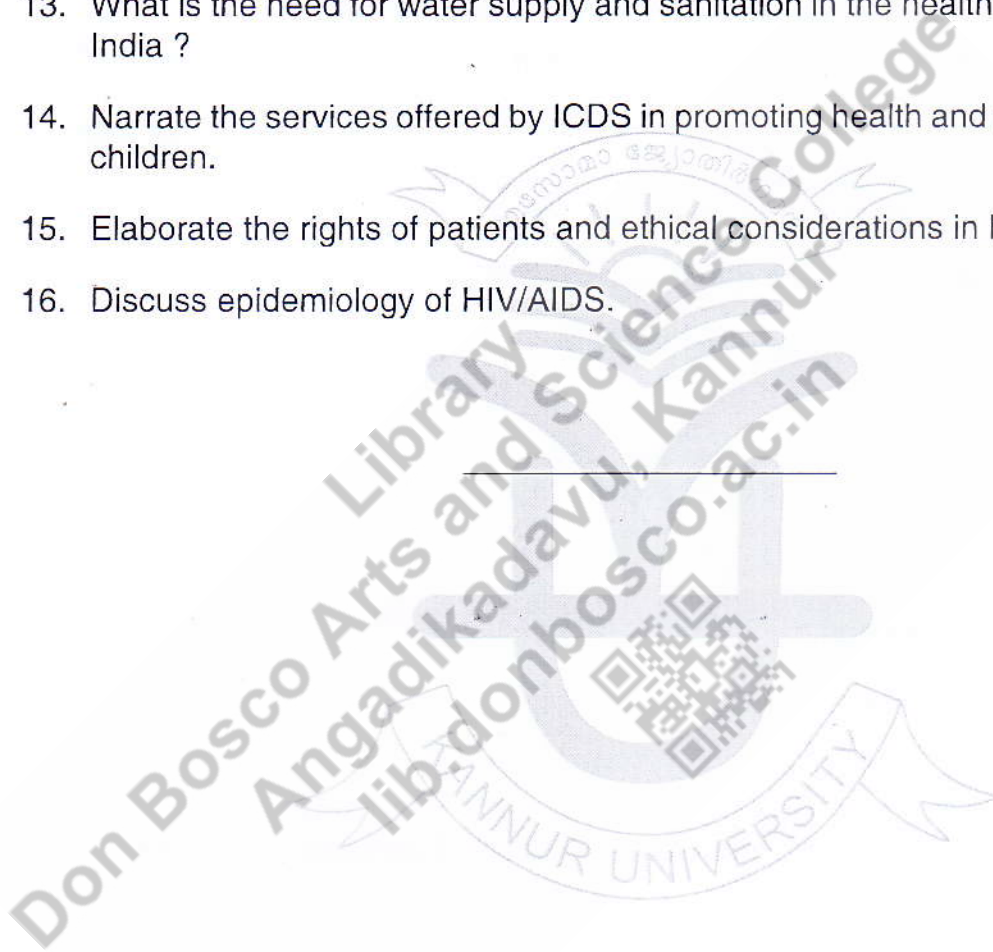 13. What is the need for water supply and sanitation in the health
India ?
14. Narrate the services offered by ICDS in promoting health and
children.
15. Elaborate the rights of patients and ethical considerations in
16. Discuss epidemiology of HIV/AIDS.
Library
Don Bosco Arts and Science College
Angadikadavu, Kannur
lib.donbosco.ac.in
KANNUR UNIVERSITY